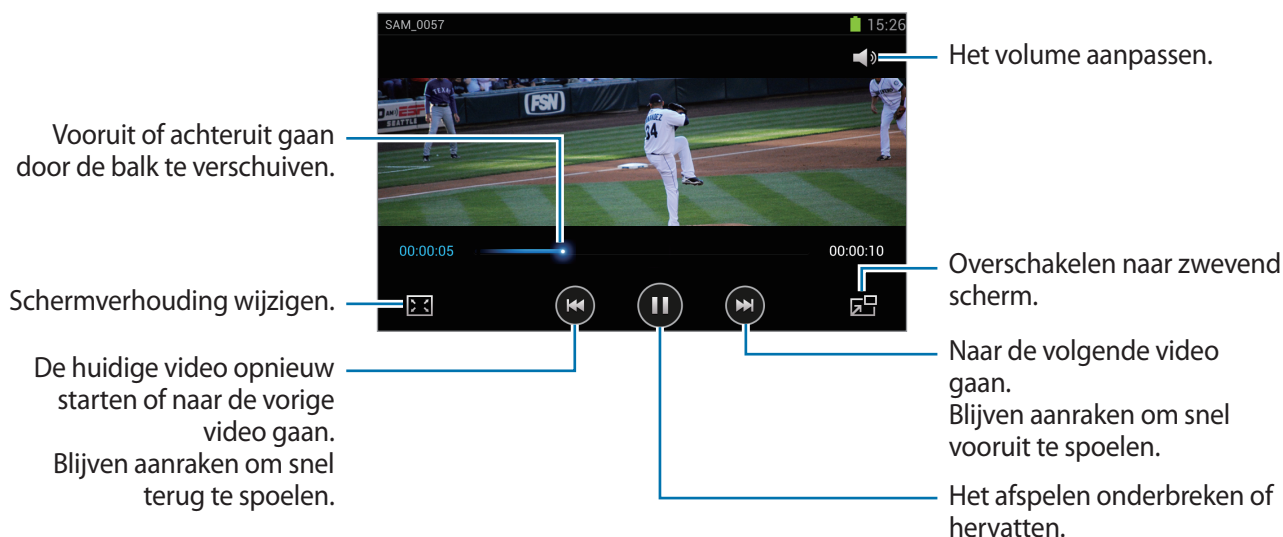 SAM_0057
15:26
Het volume aanpassen.
Vooruit of achteruit gaan
door de balk te verschuiven.
TEXA
FSN
SEATTLE
34
00:00:05
00:00:10
Overschakelen naar zwevend
scherm.
Schermverhouding wijzigen.
De huidige video opnieuw
starten of naar de vorige
video gaan.
Blijven aanraken om snel
terug te spoelen.
Naar de volgende video
gaan.
Blijven aanraken om snel
vooruit te spoelen.
Het afspelen onderbreken of
hervatten.